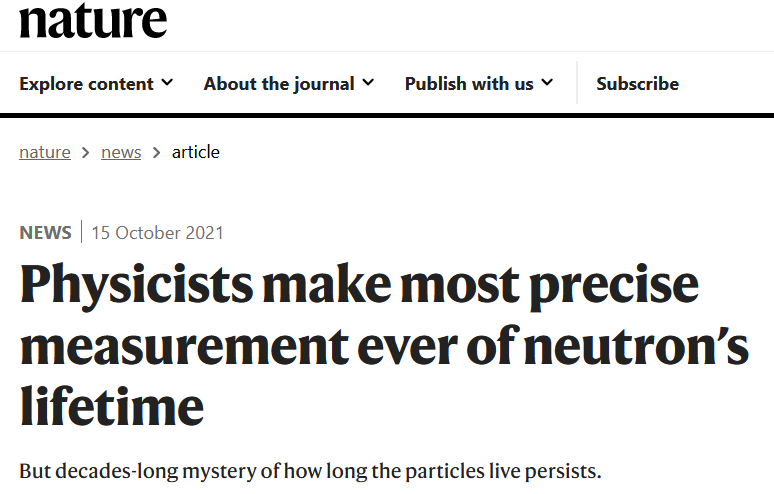 nature
Explore content About the journal Publish with us Subscribe
nature > news > article
NEWS | 15 October 2021
Physicists make most precise
measurement ever of neutron’s
lifetime
But decades-long mystery of how long the particles live persists.